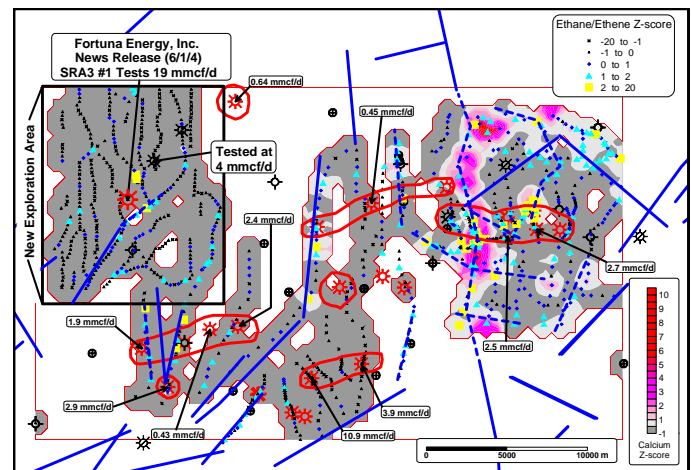 Fortuna Energy, Inc.
News Release (6/1/4)
SRA3 #1 Tests 19 mmcf/d
0.64 mmcf/d
Ethane/Ethene Z-score
-20 to -1
-1 to 0
0 to 1
1 to 2
2 to 20
New Exploration Area
Tested at
4 mmcf/d
0.45 mmcf/d
2.4 mmcf/d
2.7 mmcf/d
1.9 mmcf/d
2.5 mmcf/d
2.9 mmcf/d
0.43 mmcf/d
3.9 mmcf/d
10.9 mmcf/d
10
9
8
7
6
5
4
3
2
1
0
-1
Calcium
Z-score
0
5000
10000 m